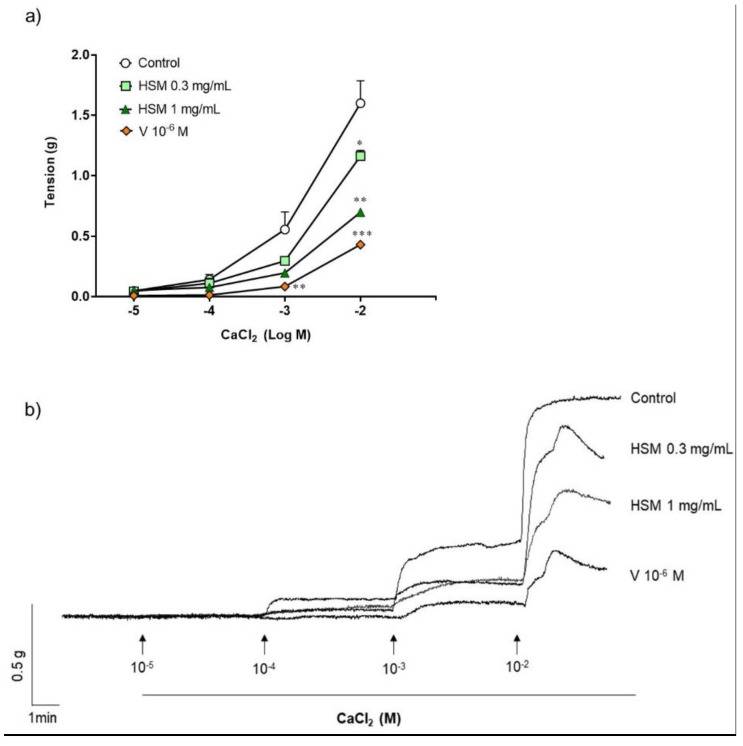 a)
2.0
1.5
1.0
0.5
0.0
Tension (g)
Control
HSM 0.3 mg/mL
HSM 1 mg/mL
V 10⁻⁶ M
*
**
***
**
-5 -4 -3 -2
CaCl₂ (Log M)
b)
Control
HSM 0.3 mg/mL
HSM 1 mg/mL
V 10⁻⁶ M
0.5 g
1min
10⁻⁵ 10⁻⁴ 10⁻³ 10⁻²
CaCl₂ (M)